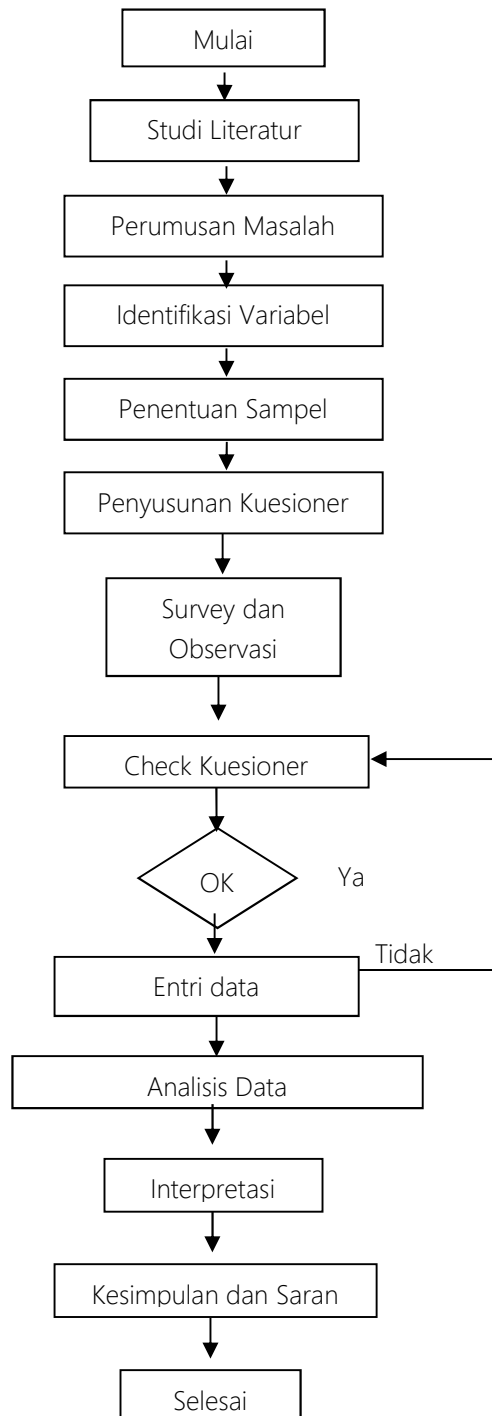 Mulai
Studi Literatur
Perumusan Masalah
Identifikasi Variabel
Penentuan Sampel
Penyusunan Kuesioner
Survey dan
Observasi
Check Kuesioner
OK
Ya
Tidak
Entri data
Analisis Data
Interpretasi
Kesimpulan dan Saran
Selesai